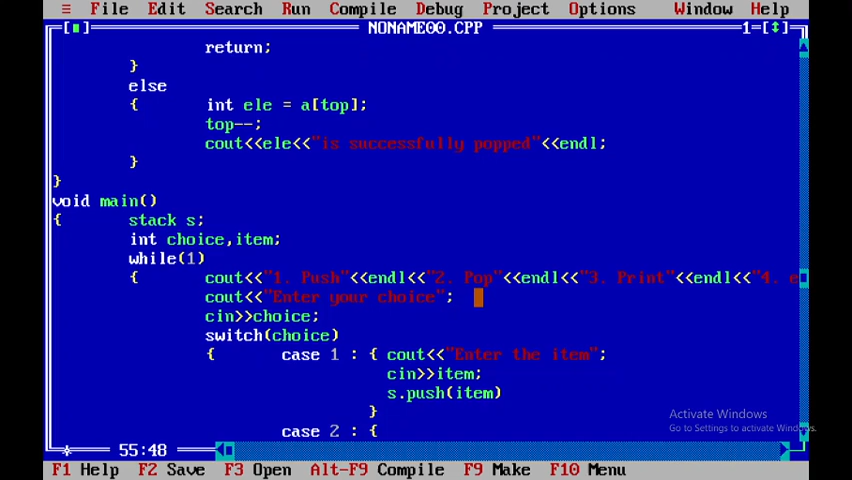 ≡ File Edit Search Run Compile Debug Project Options Window Help
[■] NONAME00.CPP 1=[↕]
return;
}
else
{ int ele = a[top];
top--;
cout<<ele<<"is successfully popped"<<endl;
}
}
void main()
{ stack s;
int choice,item;
while(1)
{ cout<<"1. Push"<<endl<<"2. Pop"<<endl<<"3. Print"<<endl<<"4. e
cout<<"Enter your choice";
cin>>choice;
switch(choice)
{ case 1 : { cout<<"Enter the item";
cin>>item;
s.push(item)
}
case 2 : {
Activate Windows
Go to Settings to activate Windows.
55:48
F1 Help F2 Save F3 Open Alt-F9 Compile F9 Make F10 Menu